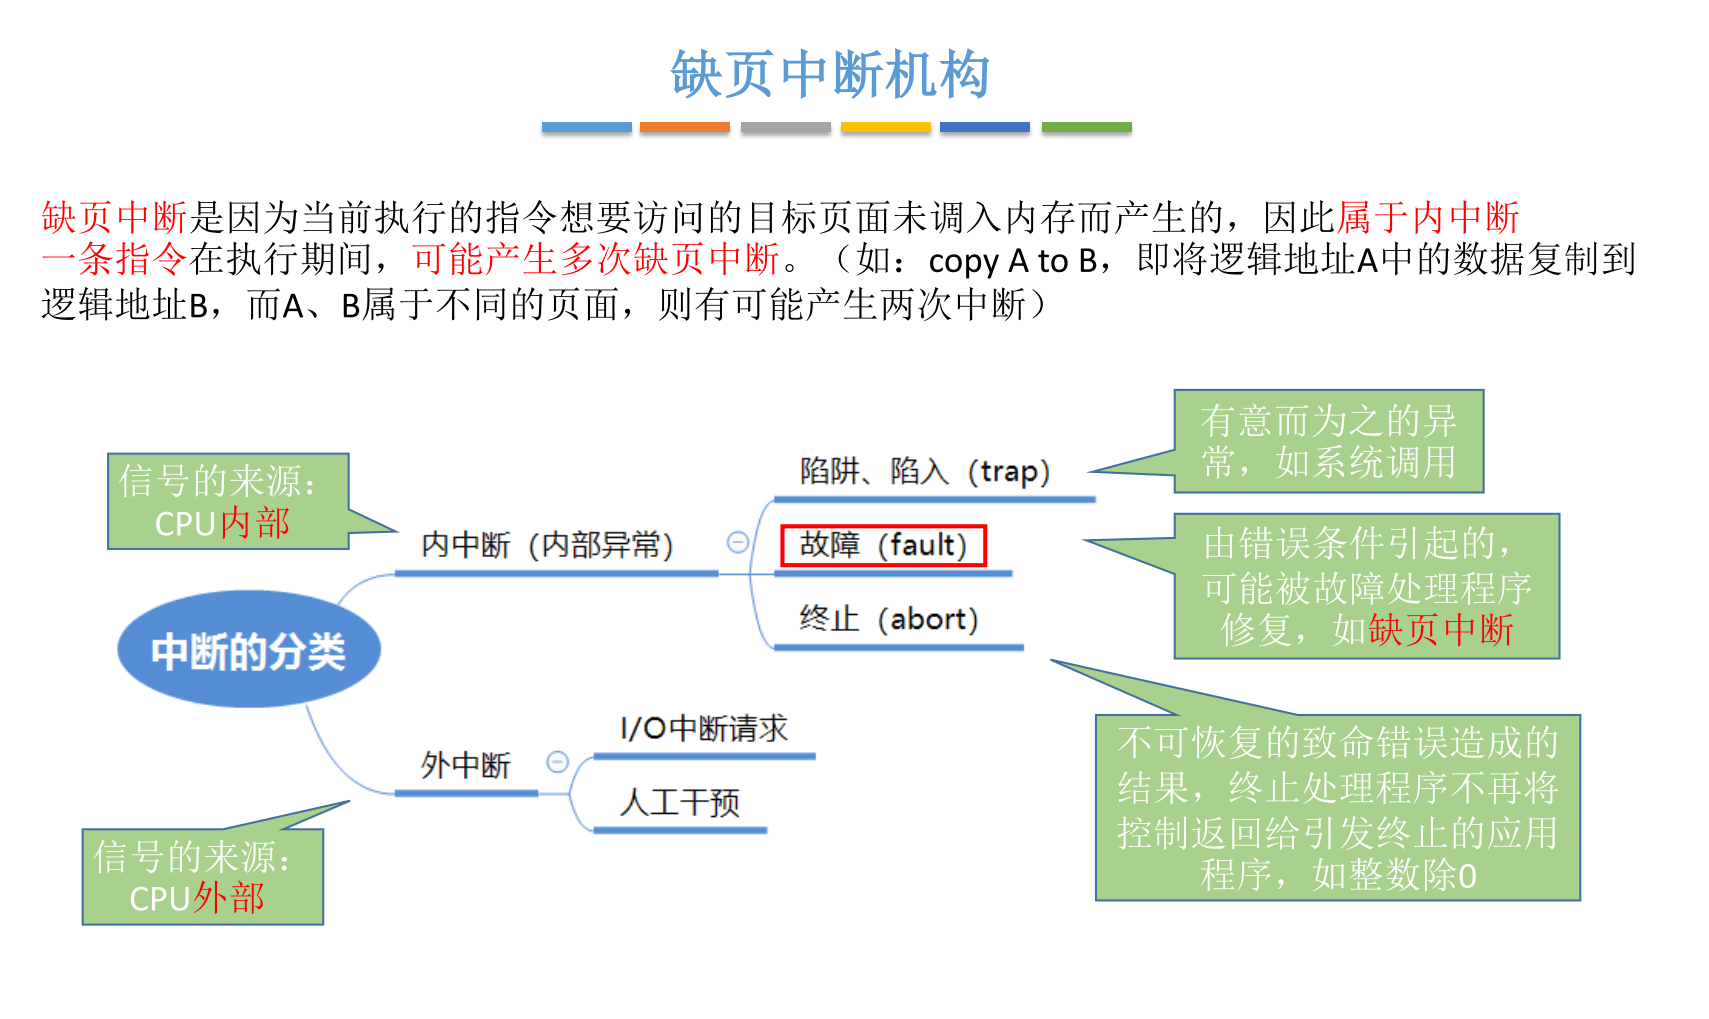 缺页中断机构
缺页中断是因为当前执行的指令想要访问的目标页面未调入内存而产生的，因此属于内中断
一条指令在执行期间，可能产生多次缺页中断。（如：copy A to B，即将逻辑地址A中的数据复制到
逻辑地址B，而A、B属于不同的页面，则有可能产生两次中断）
有意而为之的异
常，如系统调用
信号的来源：
CPU内部
陷阱、陷入（trap）
内中断（内部异常）
故障（fault）
由错误条件引起的，
可能被故障处理程序
修复，如缺页中断
终止（abort）
中断的分类
I/O中断请求
外中断
人工干预
不可恢复的致命错误造成的
结果，终止处理程序不再将
控制返回给引发终止的应用
程序，如整数除0
信号的来源：
CPU外部